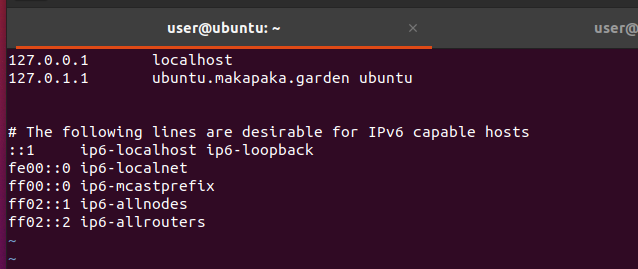 user@ubuntu: ~ × user@
127.0.0.1 localhost
127.0.1.1 ubuntu.makapaka.garden ubuntu
# The following lines are desirable for IPv6 capable hosts
::1 ip6-localhost ip6-loopback
fe00::0 ip6-localnet
ff00::0 ip6-mcastprefix
ff02::1 ip6-allnodes
ff02::2 ip6-allrouters
~
~